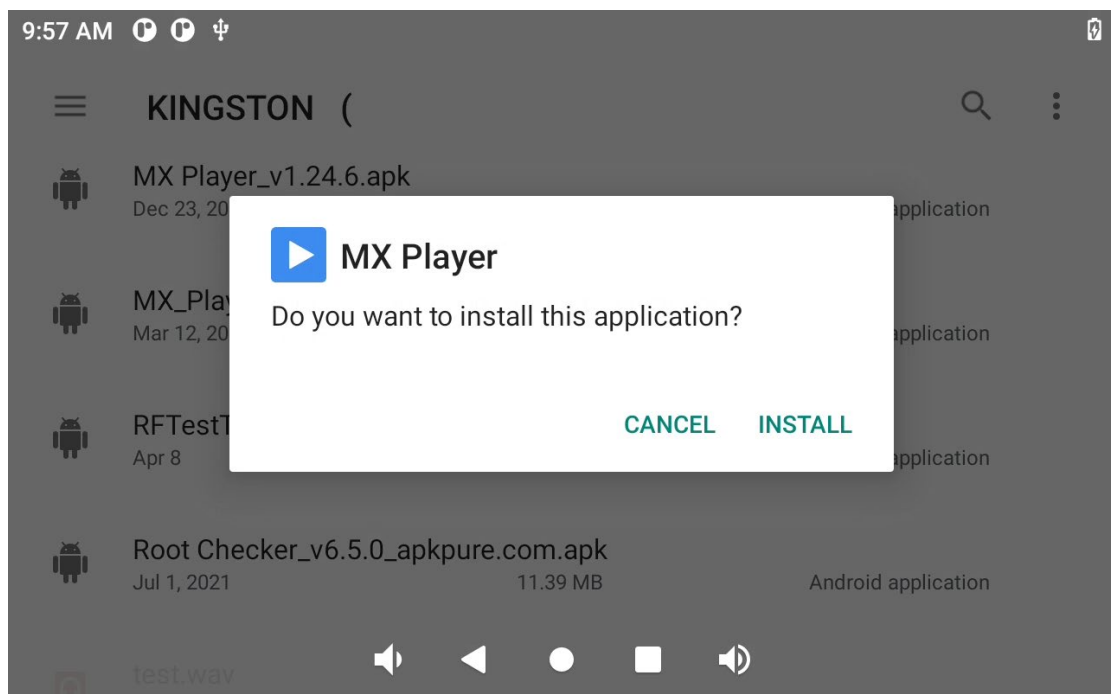 9:57 AM
KINGSTON (
MX Player_v1.24.6.apk
Dec 23, 20
application
MX Player
Do you want to install this application?
MX_Play
Mar 12, 20
application
CANCEL INSTALL
RFTestT
Apr 8
application
Root Checker_v6.5.0_apkpure.com.apk
Jul 1, 2021 11.39 MB Android application
test.wav